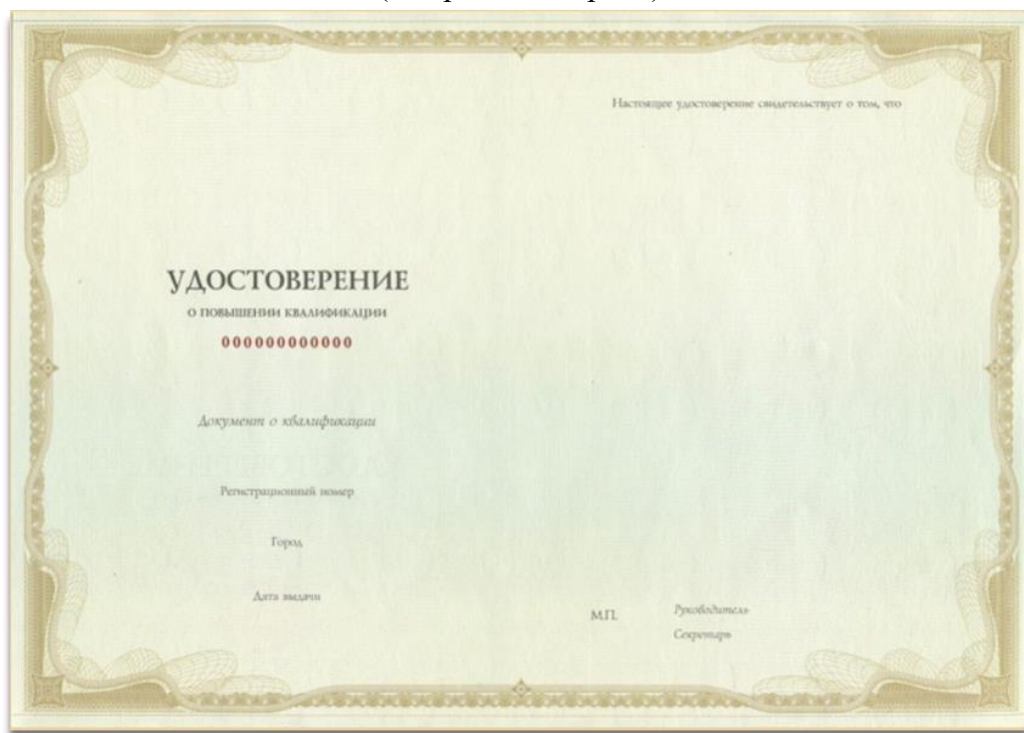 УДОСТОВЕРЕНИЕ
О ПОВЫШЕНИИ КВАЛИФИКАЦИИ
000000000000
Документ о квалификации
Регистрационный номер
Город
Дата выдачи
Настоящее удостоверение свидетельствует о том, что
М.П.
Руководитель
Секретарь